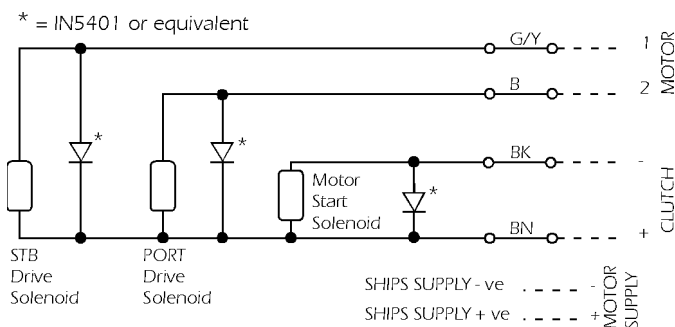 * = IN5401 or equivalent
G/Y
1
B
2
MOTOR
*
*
BK
-
Motor
Start
Solenoid
*
BN
+
CLUTCH
STB
Drive
Solenoid
PORT
Drive
Solenoid
SHIPS SUPPLY - ve
-
SHIPS SUPPLY + ve
+
MOTOR
SUPPLY